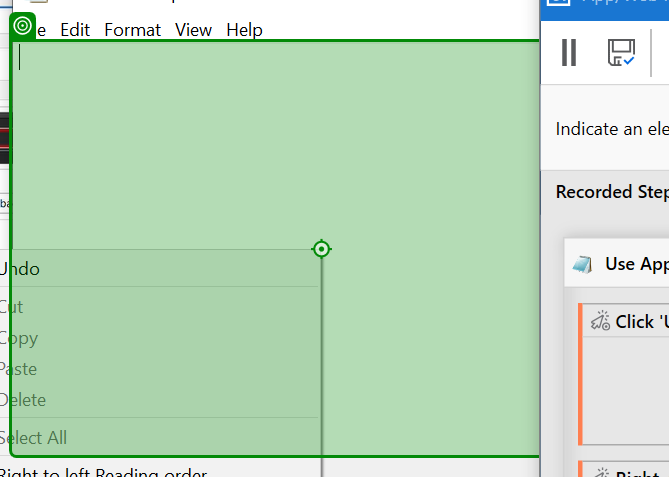 Edit Format View Help
Undo
Cut
Copy
Paste
Delete
Select All
Right to left Reading order
Indicate an ele
Recorded Step
Use App
Click 'U
Right